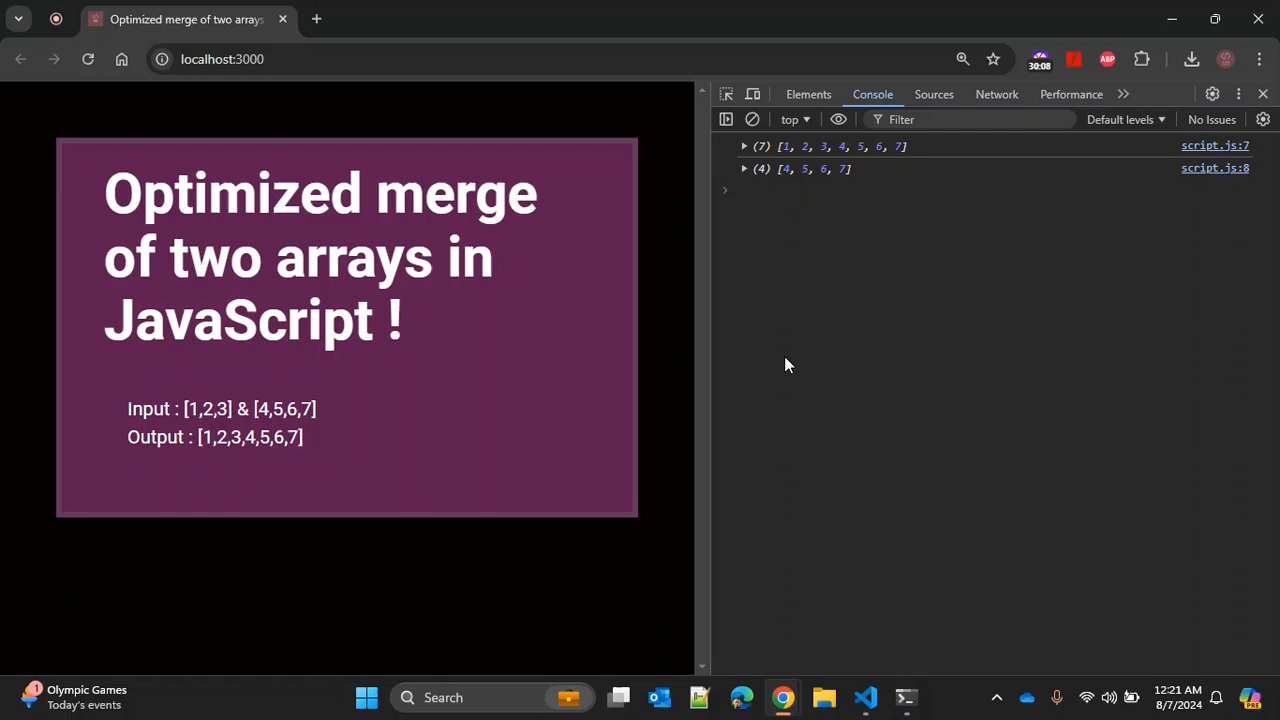 Optimized merge of two arrays
localhost:3000
30:08
ABP
Optimized merge
of two arrays in
JavaScript !
Input : [1,2,3] & [4,5,6,7]
Output : [1,2,3,4,5,6,7]
Elements Console Sources Network Performance
top Filter Default levels No Issues
(7) [1, 2, 3, 4, 5, 6, 7] script.js:7
(4) [4, 5, 6, 7] script.js:8
1 Olympic Games
Today's events
Search
12:21 AM
8/7/2024
PRE